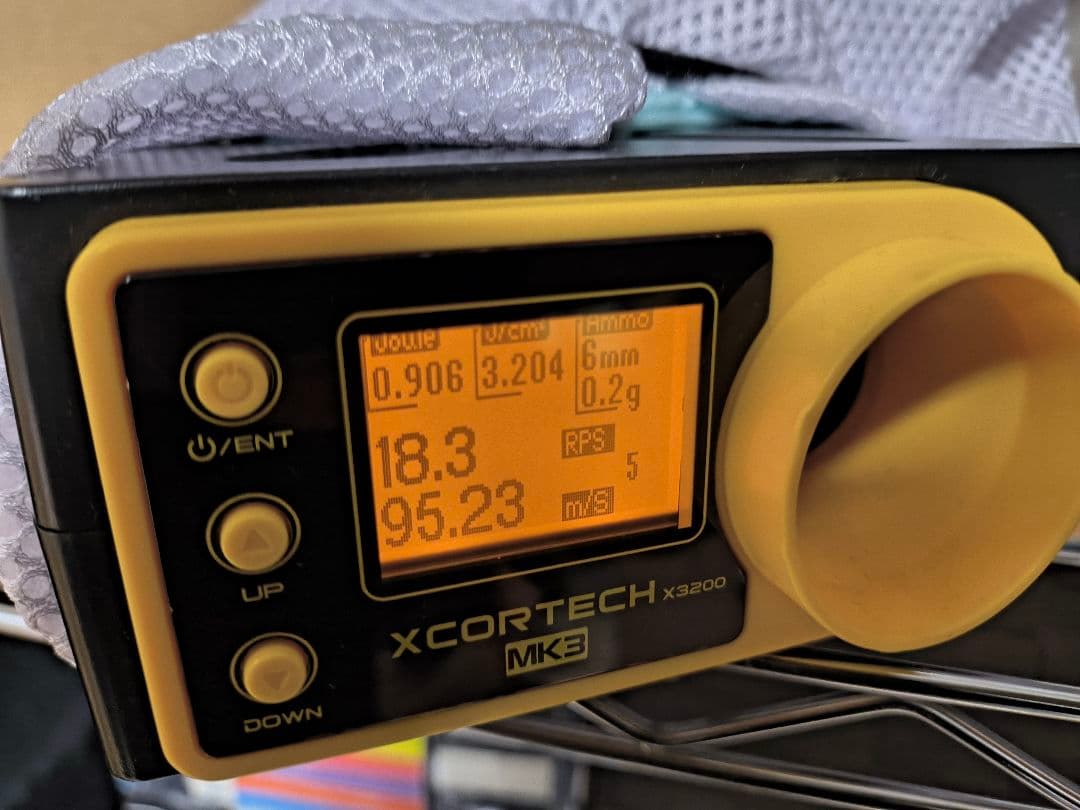 Joule J/cm² Ammo
0.906 3.204 6mm
0.2g
18.3 RPS
5
95.23 m/S
⏻/ENT
UP
DOWN
XCORTECH X3200
MK3